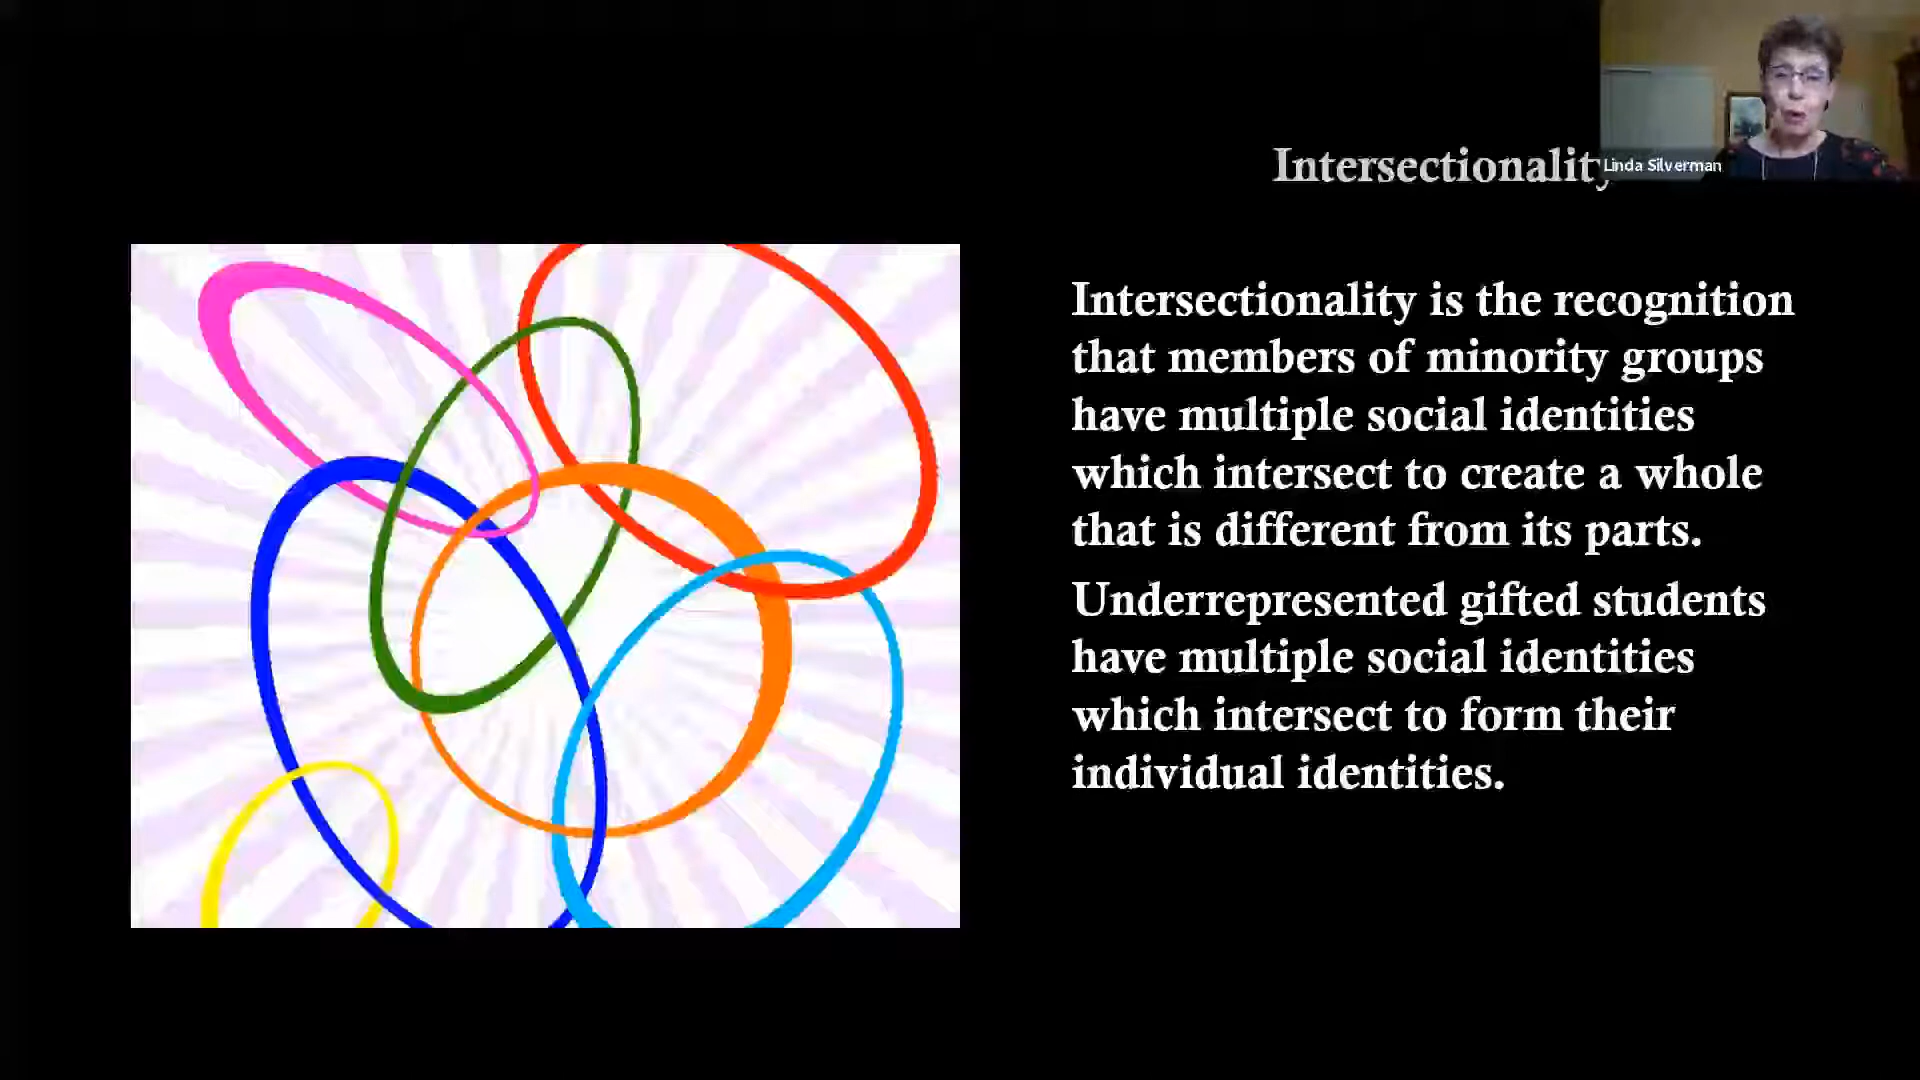 Intersectionality
Linda Silverman
Intersectionality is the recognition
that members of minority groups
have multiple social identities
which intersect to create a whole
that is different from its parts.
Underrepresented gifted students
have multiple social identities
which intersect to form their
individual identities.